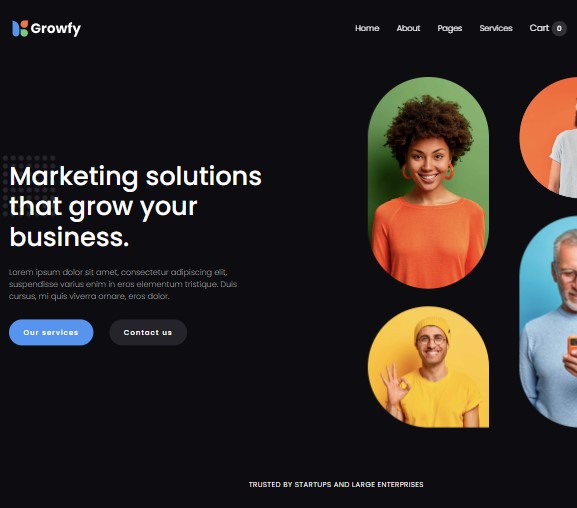 Growfy
Home About Pages Services Cart 0
Marketing solutions
that grow your
business.
Lorem ipsum dolor sit amet, consectetur adipiscing elit,
suspendisse varius enim in eros elementum tristique. Duis
cursus, mi quis viverra ornare, eros dolor.
Our services Contact us
TRUSTED BY STARTUPS AND LARGE ENTERPRISES